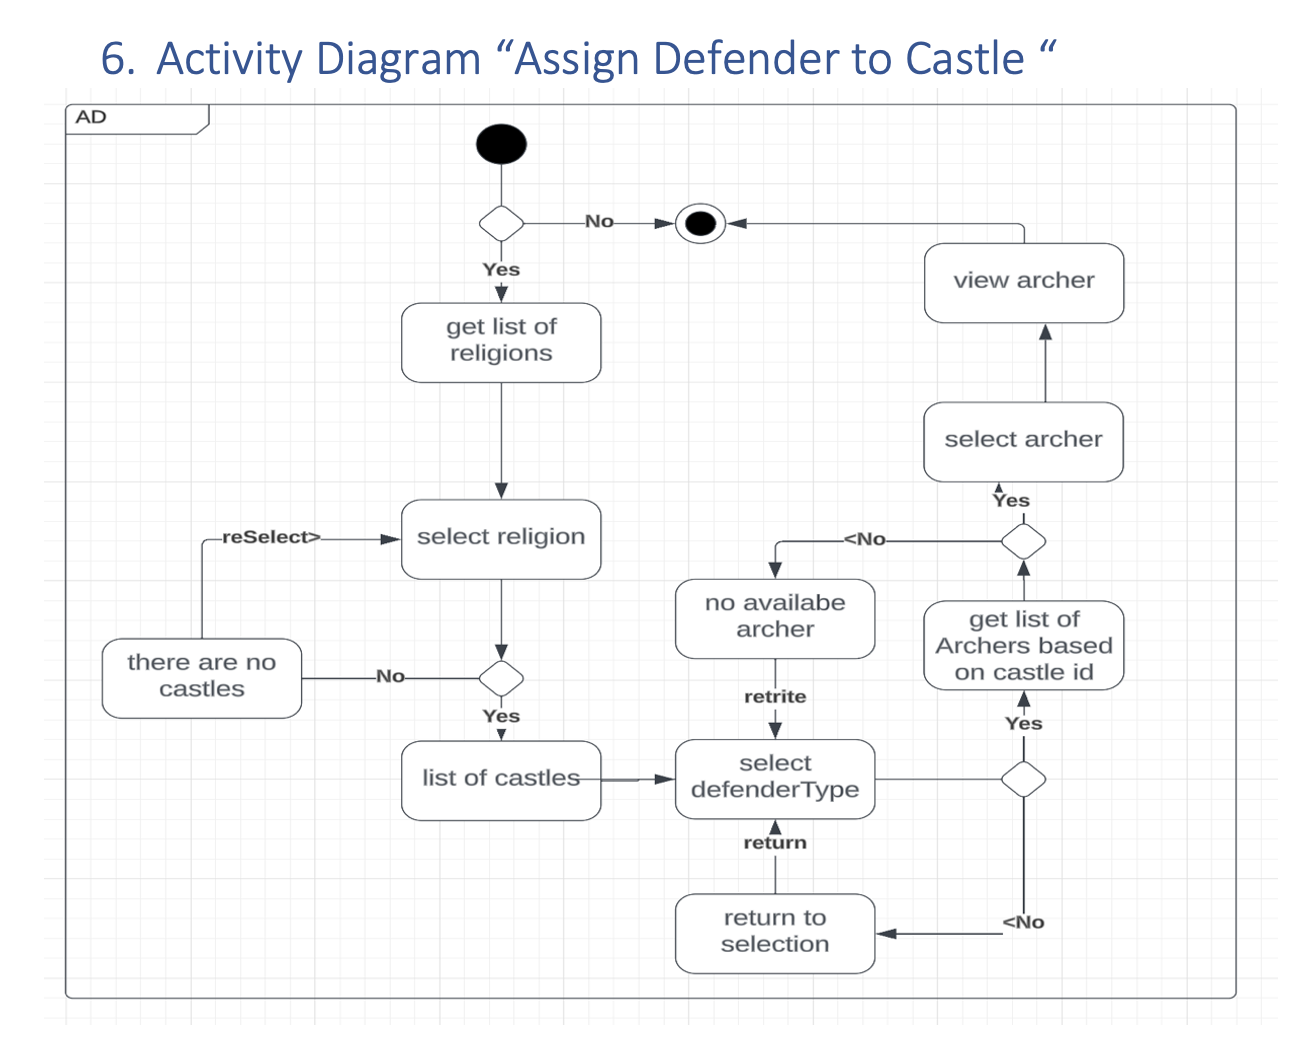 6. Activity Diagram “Assign Defender to Castle “
AD
No
Yes
get list of
religions
view archer
select archer
Yes
reSelect>
select religion
<No
no availabe
archer
get list of
Archers based
on castle id
there are no
castles
No
retrite
Yes
Yes
list of castles
select
defenderType
return
return to
selection
<No